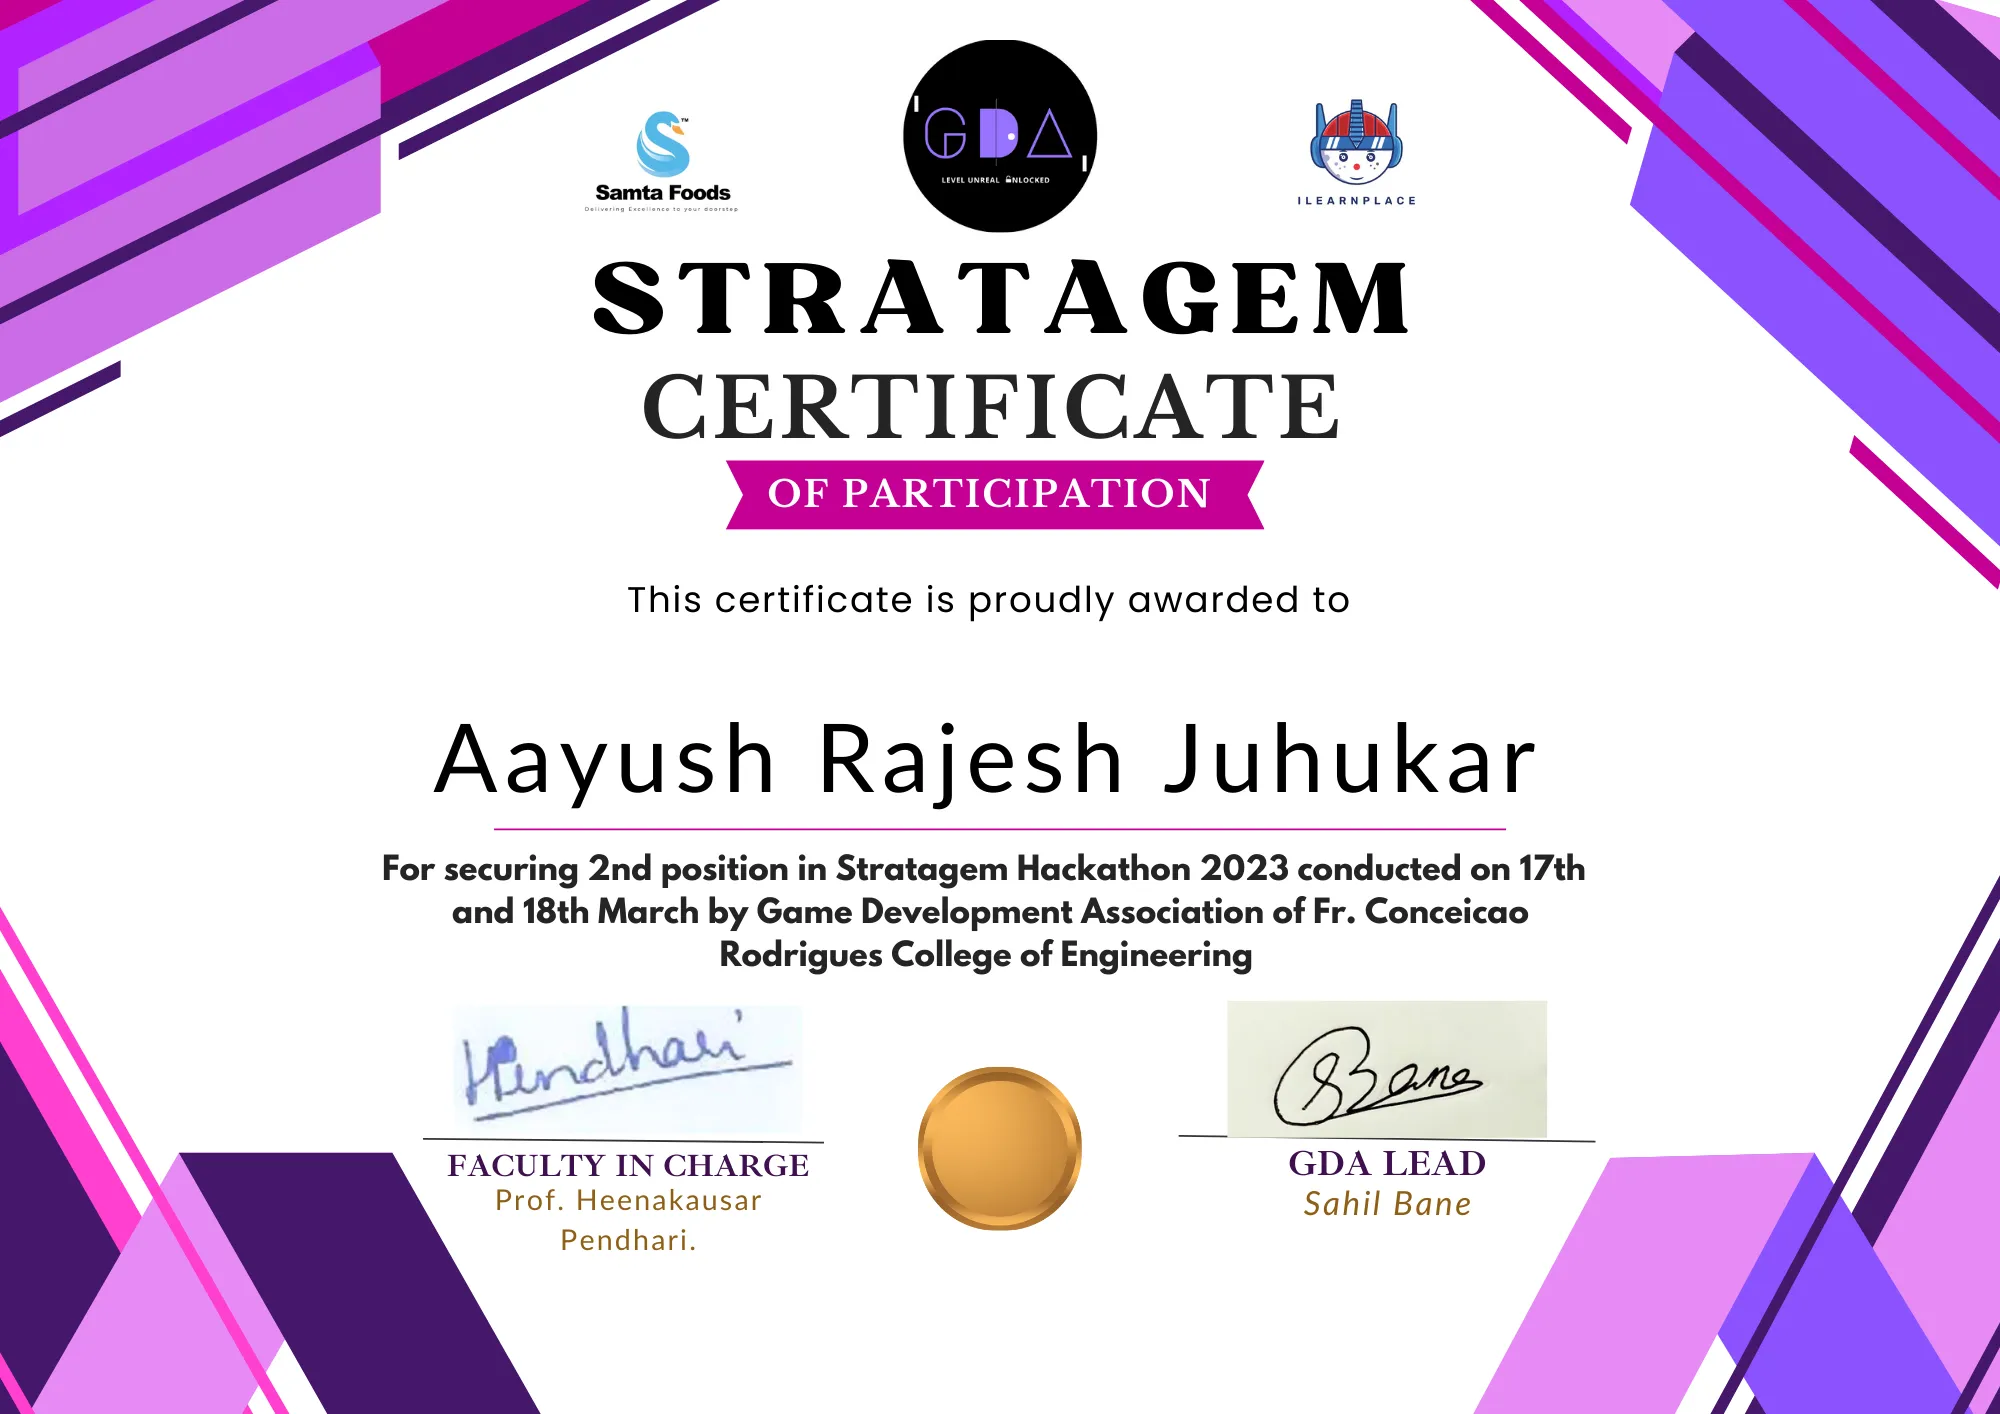 Samta Foods
TM
Delivering Excellence to your doorstep
GDA
LEVEL UNREAL UNLOCKED
ILEARNPLACE
STRATAGEM
CERTIFICATE
OF PARTICIPATION
This certificate is proudly awarded to
Aayush Rajesh Juhukar
For securing 2nd position in Stratagem Hackathon 2023 conducted on 17th
and 18th March by Game Development Association of Fr. Conceicao
Rodrigues College of Engineering
HPendhari
SBane
FACULTY IN CHARGE
Prof. Heenakausar
Pendhari.
GDA LEAD
Sahil Bane